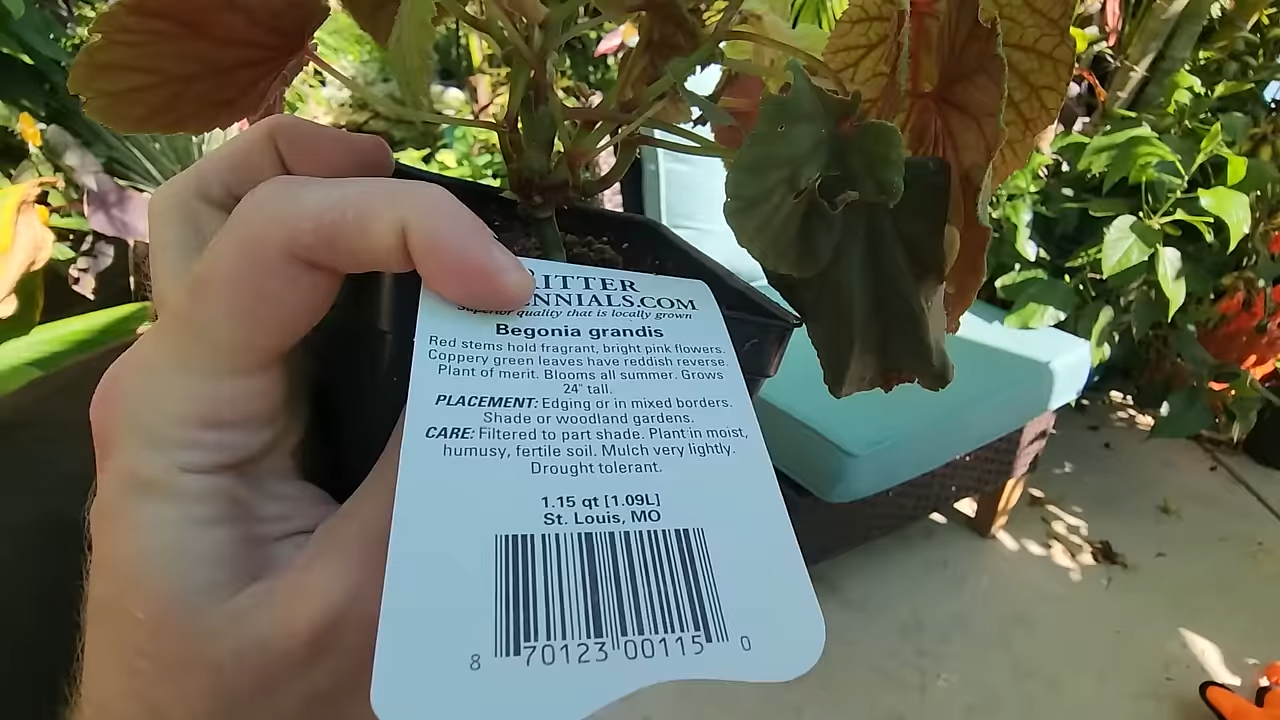 RITTER
ENNIALS.COM
Superior quality that is locally grown
Begonia grandis
Red stems hold fragrant, bright pink flowers.
Coppery green leaves have reddish reverse.
Plant of merit. Blooms all summer. Grows
24" tall.
PLACEMENT: Edging or in mixed borders.
Shade or woodland gardens.
CARE: Filtered to part shade. Plant in moist,
humusy, fertile soil. Mulch very lightly.
Drought tolerant.
1.15 qt [1.09L]
St. Louis, MO
8 70123 00115 0